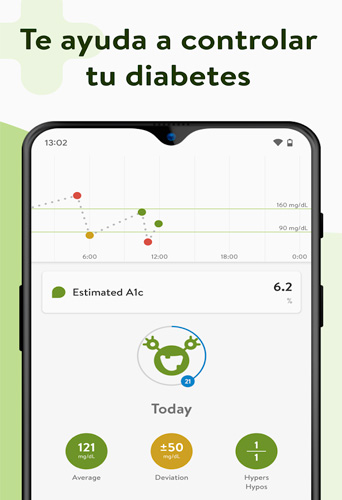 Te ayuda a controlar
tu diabetes
13:02
160 mg/dL
90 mg/dL
6:00
12:00
18:00
0:00
Estimated A1c
6.2
%
21
Today
121
mg/dL
±50
mg/dL
1
1
Average
Deviation
Hypers
Hypos